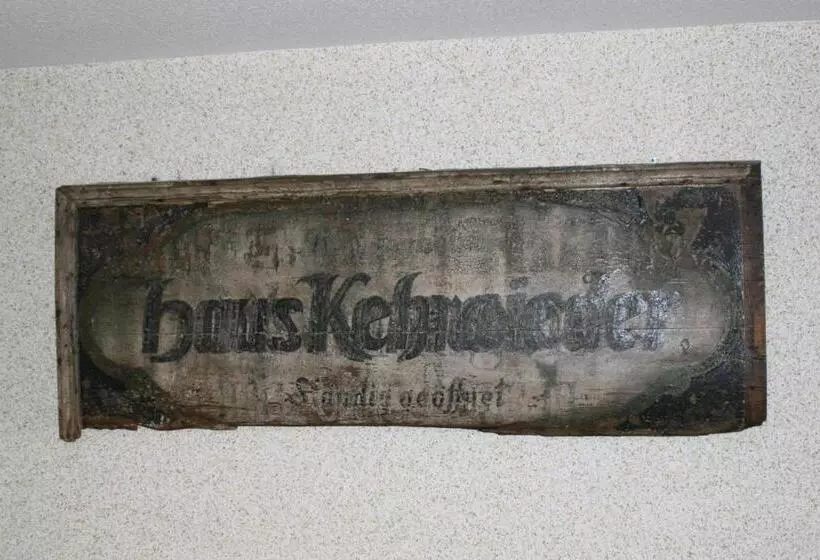 Haus Kehrwieder
Ständig geöffnet